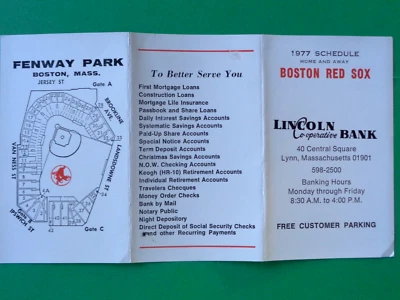 FENWAY PARK
BOSTON, MASS.
JERSEY ST
Gate A
BROOKLINE AVE
33
VAN NESS ST
LANSDOWNE ST
4A
Gate B
IPSWICH ST
42
Gate C
To Better Serve You
First Mortgage Loans
Construction Loans
Mortgage Life Insurance
Passbook and Share Loans
Daily Interest Savings Accounts
Systematic Savings Accounts
Paid-Up Share Accounts
Special Notice Accounts
Term Deposit Accounts
Christmas Savings Accounts
N.O.W. Checking Accounts
Keogh (HR-10) Retirement Accounts
Individual Retirement Accounts
Travelers Checques
Money Order Checks
Bank by Mail
Notary Public
Night Depository
Direct Deposit of Social Security Checks
and other Recurring Payments
1977 SCHEDULE
HOME AND AWAY
BOSTON RED SOX
LINCOLN
Co-operative BANK
40 Central Square
Lynn, Massachusetts 01901
598-2500
Banking Hours
Monday through Friday
8:30 A.M. to 4:00 P.M.
FREE CUSTOMER PARKING